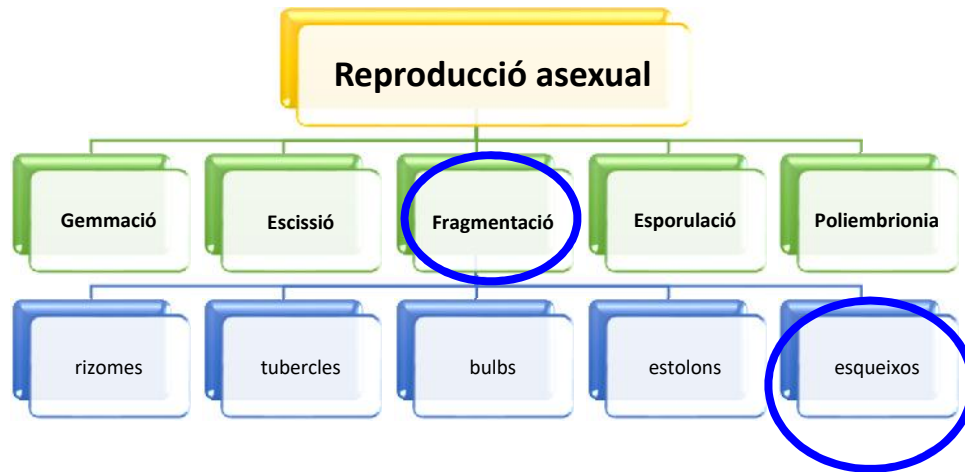 Reproducció asexual
Gemmació
Escissió
Fragmentació
Esporulació
Poliembrionia
rizomes
tubercles
bulbs
estolons
esqueixos